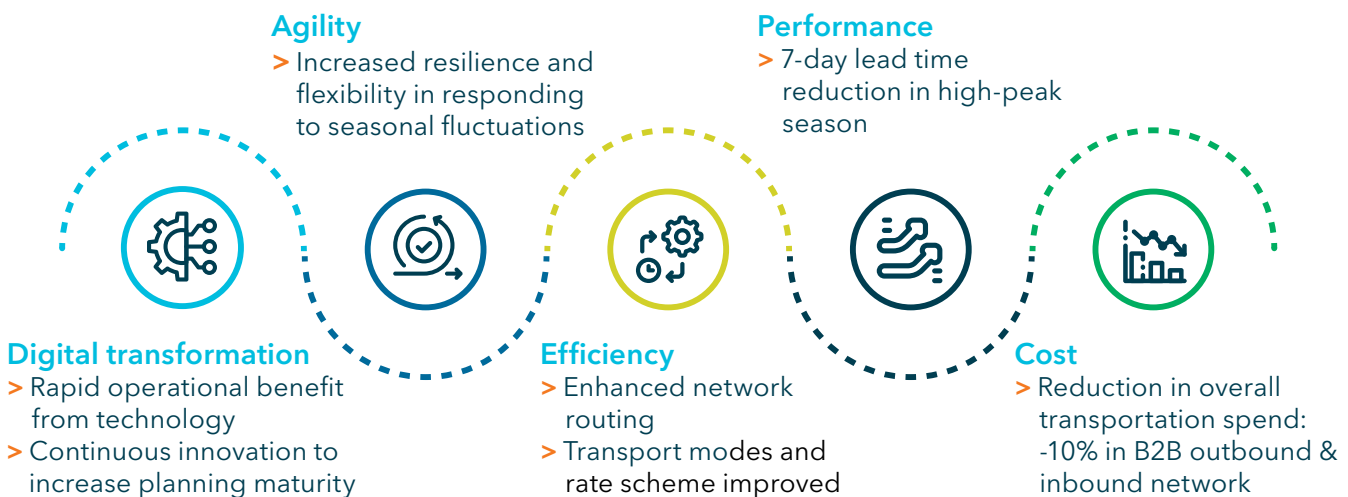 Agility
> Increased resilience and
flexibility in responding
to seasonal fluctuations
Performance
> 7-day lead time
reduction in high-peak
season
Digital transformation
> Rapid operational benefit
from technology
> Continuous innovation to
increase planning maturity
Efficiency
> Enhanced network
routing
> Transport modes and
rate scheme improved
Cost
> Reduction in overall
transportation spend:
-10% in B2B outbound &
inbound network